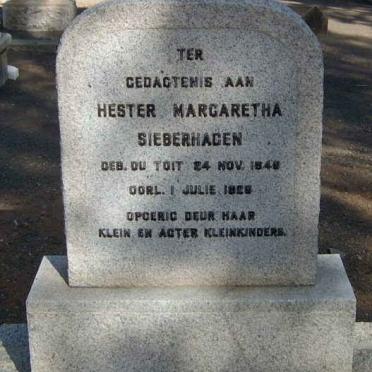 TER
GEDAGTENIS AAN
HESTER MARGARETHA
SIEBERHAGEN
GEB. DU TOIT 24 NOV. 1848
OORL. 1 JULIE 1928
OPGERIG DEUR HAAR
KLEIN EN AGTER KLEINKINDERS.